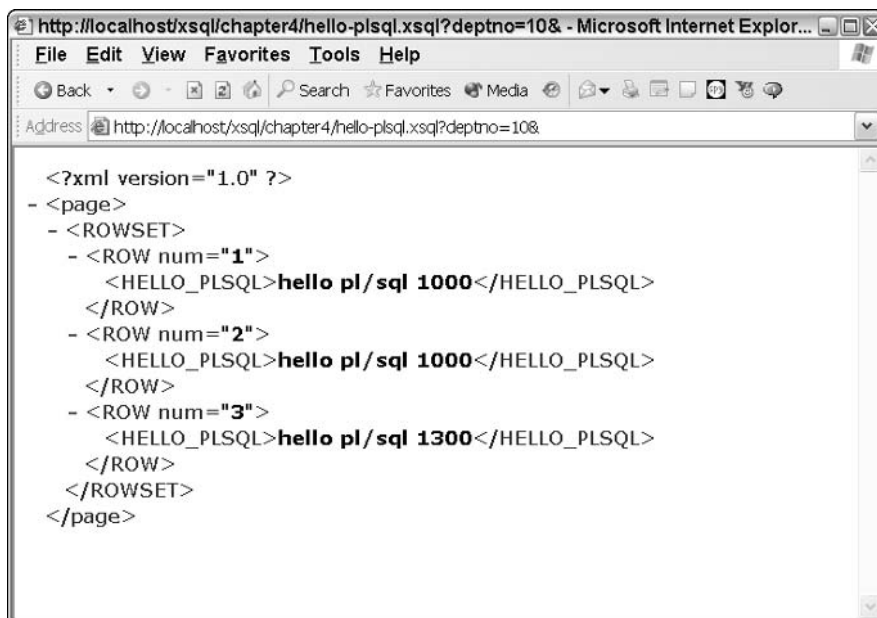 http://localhost/xsql/chapter4/hello-plsql.xsql?deptno=10& - Microsoft Internet Explor...
File Edit View Favorites Tools Help
Back Search Favorites Media
Address http://localhost/xsql/chapter4/hello-plsql.xsql?deptno=10&
<?xml version="1.0" ?>
- <page>
- <ROWSET>
- <ROW num="1">
<HELLO_PLSQL>hello pl/sql 1000</HELLO_PLSQL>
</ROW>
- <ROW num="2">
<HELLO_PLSQL>hello pl/sql 1000</HELLO_PLSQL>
</ROW>
- <ROW num="3">
<HELLO_PLSQL>hello pl/sql 1300</HELLO_PLSQL>
</ROW>
</ROWSET>
</page>